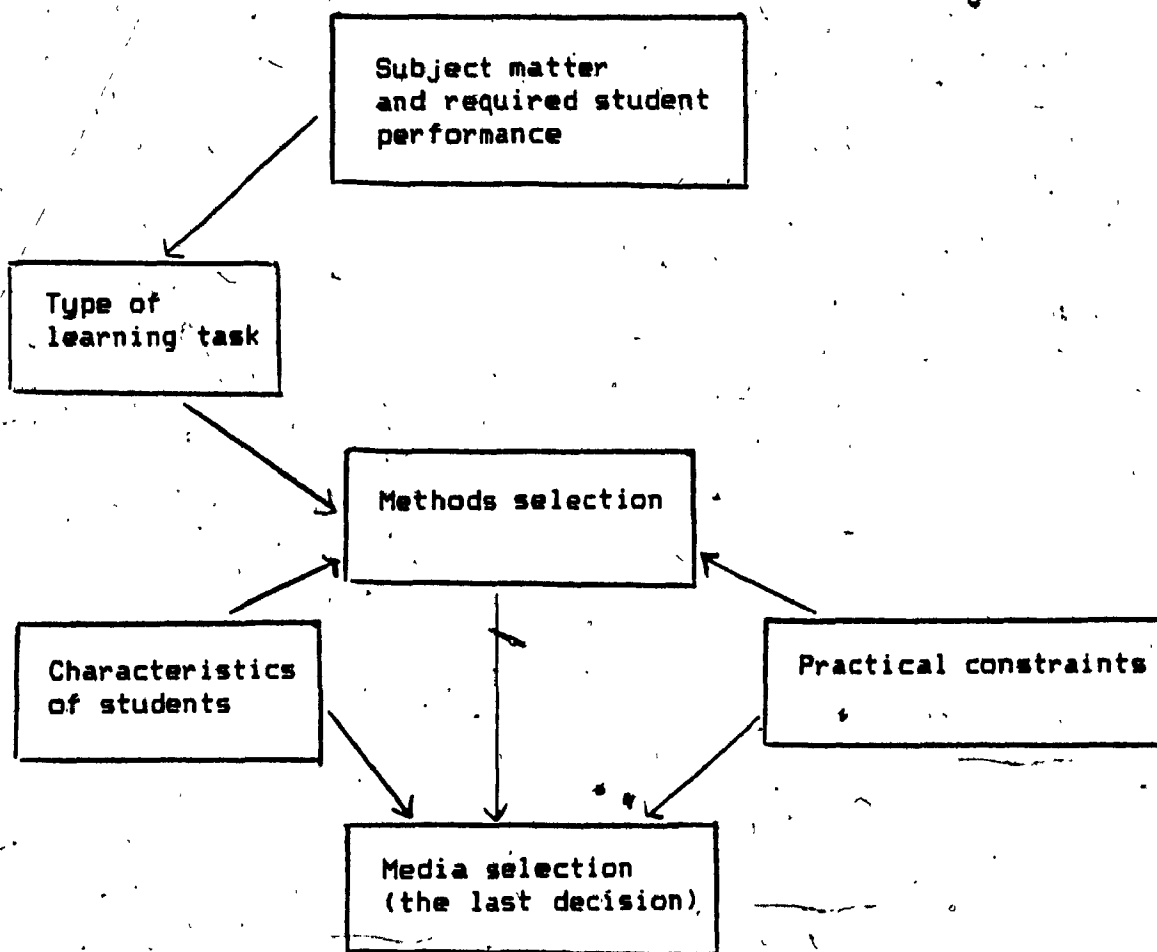 Subject matter
and required student
performance
Type of
learning task
Methods selection
Characteristics
of students
Practical constraints
Media selection
(the last decision)